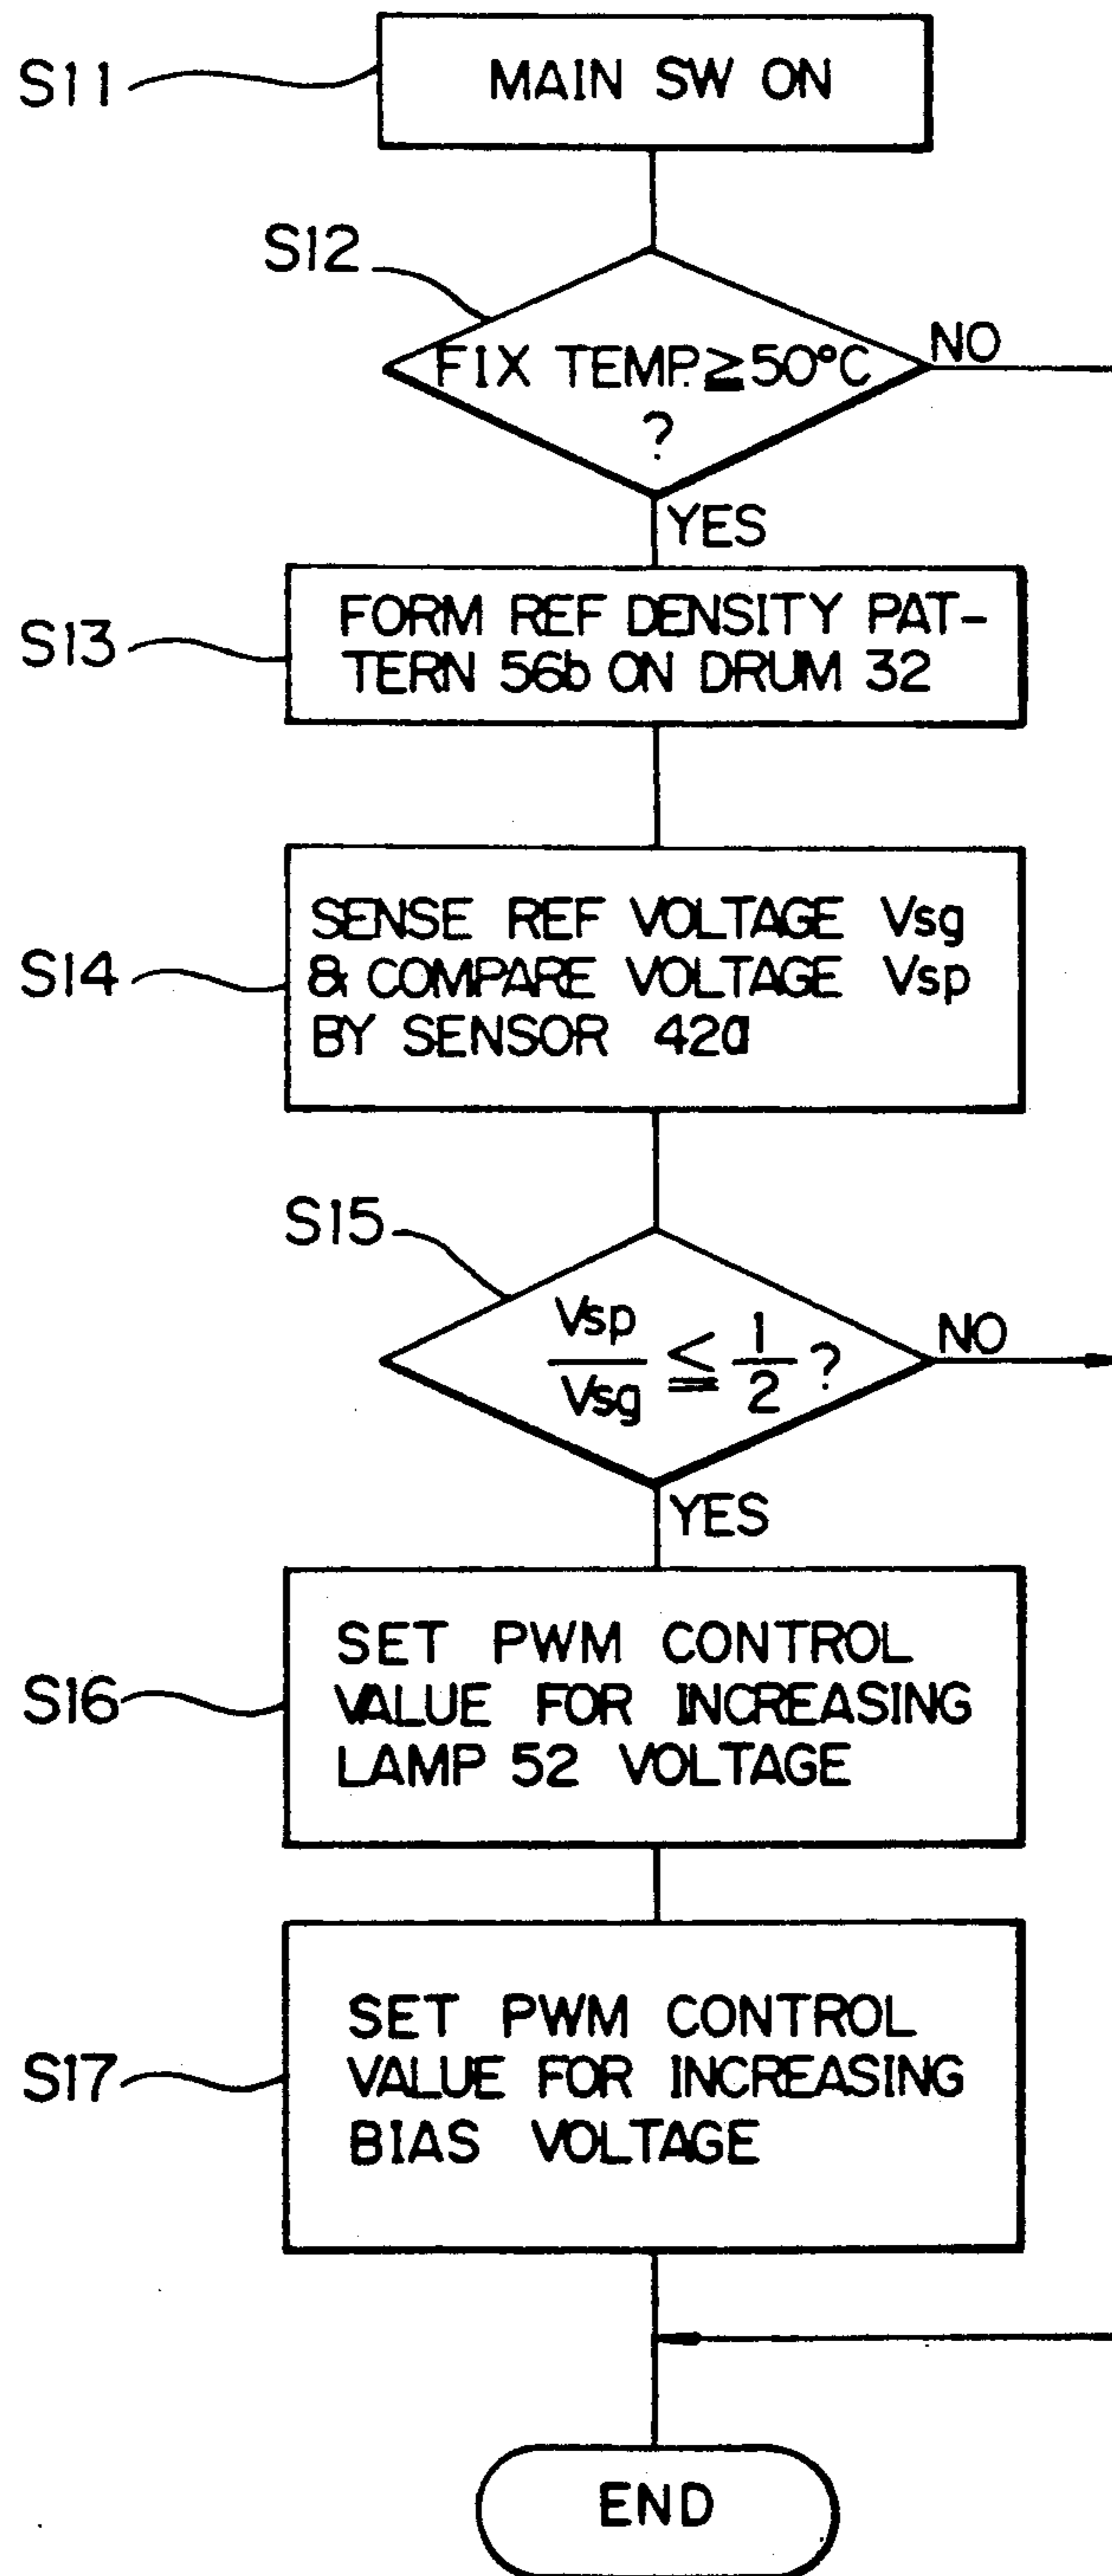 S11
MAIN SW ON
S12
FIX TEMP. ≧ 50°C
?
NO
YES
S13
FORM REF DENSITY PAT-
TERN 56b ON DRUM 32
S14
SENSE REF VOLTAGE Vsg
& COMPARE VOLTAGE Vsp
BY SENSOR 42a
S15
Vsp/Vsg ≦ 1/2 ?
NO
YES
S16
SET PWM CONTROL
VALUE FOR INCREASING
LAMP 52 VOLTAGE
S17
SET PWM CONTROL
VALUE FOR INCREASING
BIAS VOLTAGE
END